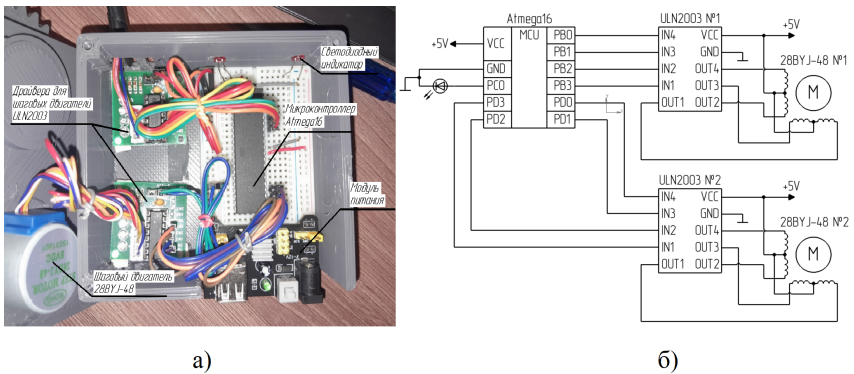 Драйвера для
шаговых двигателей
ULN2003
Светодиодный
индикатор
Микроконтроллер
Atmega16
Модуль
питания
Шаговый двигатель
28BYJ-48
а)
Atmega16
MCU
+5V
VCC
GND
PC0
PD3
PD2
PB0
PB1
PB2
PB3
PD0
PD1
ULN2003 №1
IN4
IN3
IN2
IN1
OUT1
VCC
GND
OUT4
OUT3
OUT2
+5V
28BYJ-48 №1
M
ULN2003 №2
IN4
IN3
IN2
IN1
OUT1
VCC
GND
OUT4
OUT3
OUT2
+5V
28BYJ-48 №2
M
б)